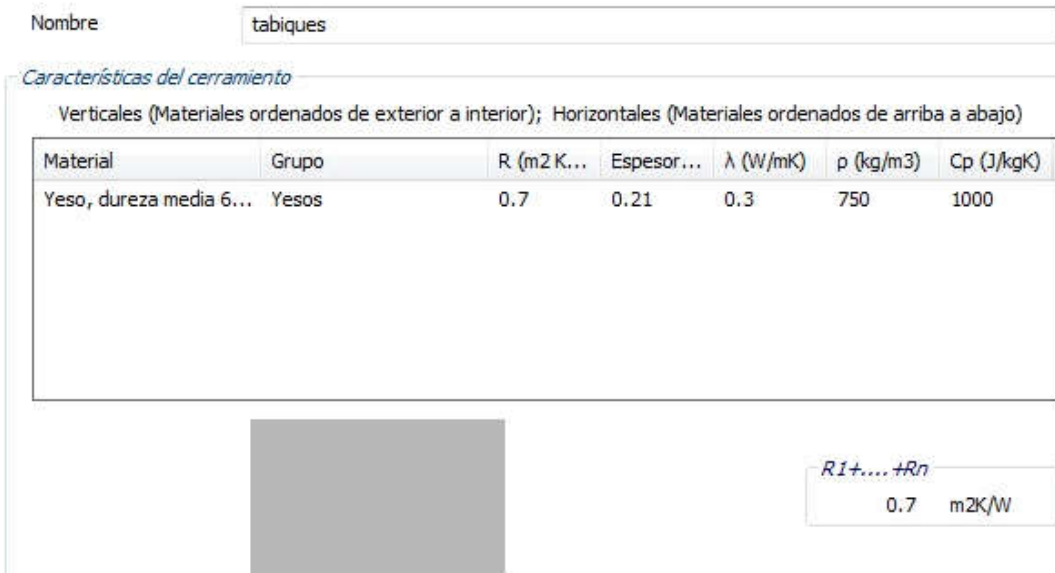 Nombre tabiques
Características del cerramiento
Verticales (Materiales ordenados de exterior a interior); Horizontales (Materiales ordenados de arriba a abajo)
Material Grupo R (m2 K... Espesor... λ (W/mK) ρ (kg/m3) Cp (J/kgK)
Yeso, dureza media 6... Yesos 0.7 0.21 0.3 750 1000
R1+....+Rn
0.7 m2K/W